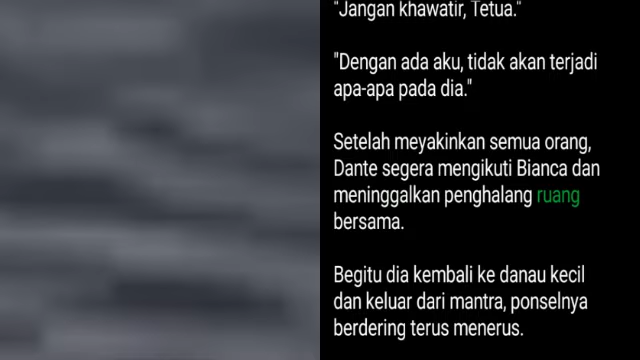 "Jangan khawatir, Tetua."
"Dengan ada aku, tidak akan terjadi
apa-apa pada dia."
Setelah meyakinkan semua orang,
Dante segera mengikuti Bianca dan
meninggalkan penghalang ruang
bersama.
Begitu dia kembali ke danau kecil
dan keluar dari mantra, ponselnya
berdering terus menerus.